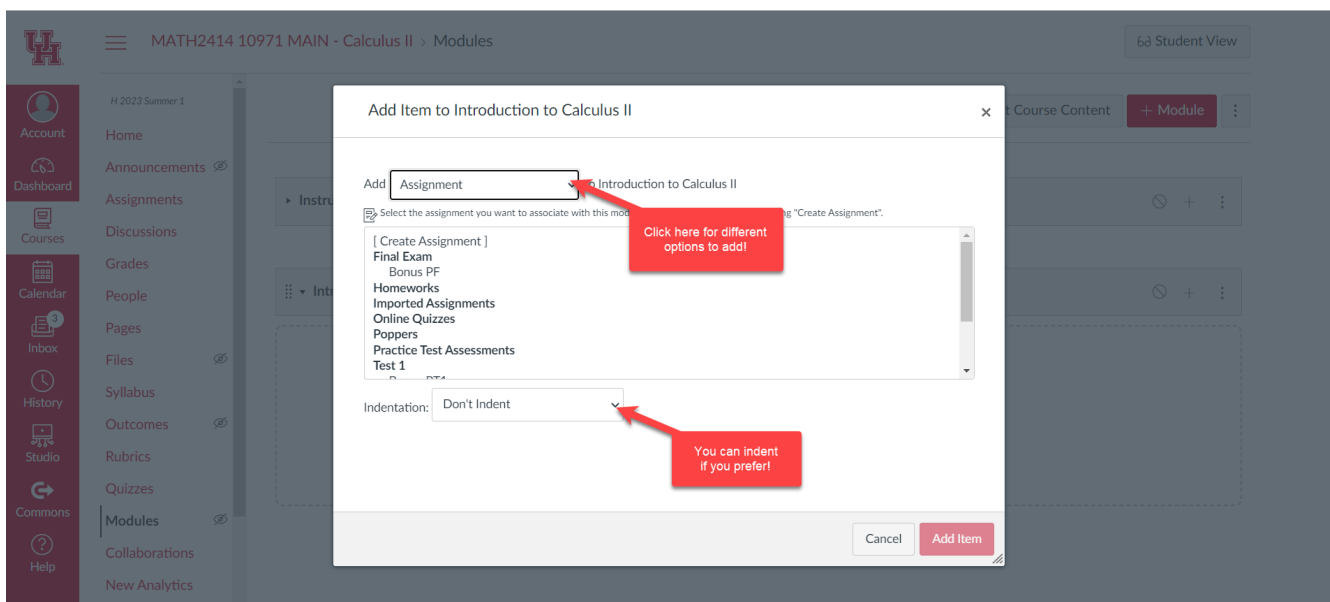 UH
MATH2414 10971 MAIN - Calculus II > Modules
Student View
H 2023 Summer 1
Account
Home
Announcements
Dashboard
Assignments
Courses
Discussions
Grades
Calendar
People
3
Inbox
Pages
Files
History
Syllabus
Outcomes
Studio
Rubrics
Quizzes
Commons
Modules
Collaborations
Help
New Analytics
Course Content
+ Module
Add Item to Introduction to Calculus II
×
Add Assignment Introduction to Calculus II
Select the assignment you want to associate with this "Create Assignment".
[ Create Assignment ]
Final Exam
Bonus PF
Homeworks
Imported Assignments
Online Quizzes
Poppers
Practice Test Assessments
Test 1
Indentation: Don't Indent
Click here for different
options to add!
You can indent
if you prefer!
Cancel
Add Item